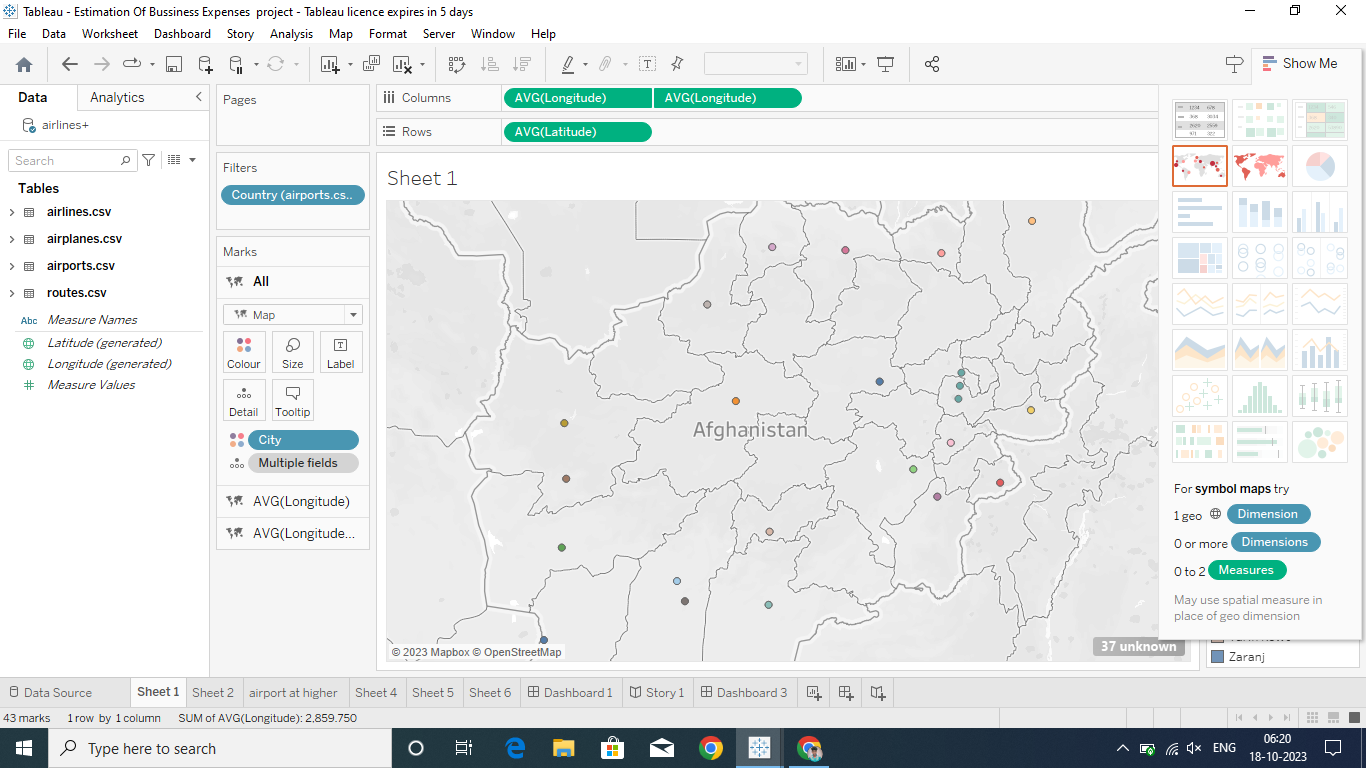 Tableau - Estimation Of Bussiness Expenses project - Tableau licence expires in 5 days
File Data Worksheet Dashboard Story Analysis Map Format Server Window Help
Show Me
Data Analytics
airlines+
Search
Tables
airlines.csv
airplanes.csv
airports.csv
routes.csv
Abc Measure Names
Latitude (generated)
Longitude (generated)
Measure Values
Pages
Filters
Country (airports.cs..
Marks
All
Map
Colour Size Label
Detail Tooltip
City
Multiple fields
AVG(Longitude)
AVG(Longitude...
Columns AVG(Longitude) AVG(Longitude)
Rows AVG(Latitude)
Sheet 1
Afghanistan
© 2023 Mapbox © OpenStreetMap
37 unknown
For symbol maps try
1 geo Dimension
0 or more Dimensions
0 to 2 Measures
May use spatial measure in
place of geo dimension
Zaranj
Data Source Sheet 1 Sheet 2 airport at higher Sheet 4 Sheet 5 Sheet 6 Dashboard 1 Story 1 Dashboard 3
43 marks 1 row by 1 column SUM of AVG(Longitude): 2,859.750
Type here to search
ENG
06:20
18-10-2023